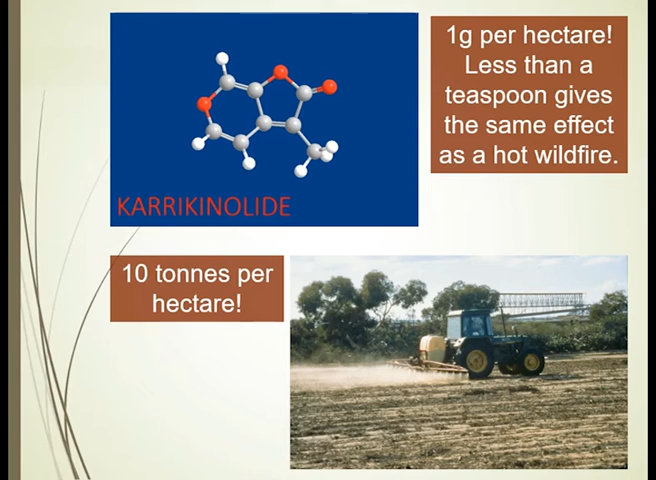 1g per hectare!
Less than a
teaspoon gives
the same effect
as a hot wildfire.
KARRIKINOLIDE
10 tonnes per
hectare!